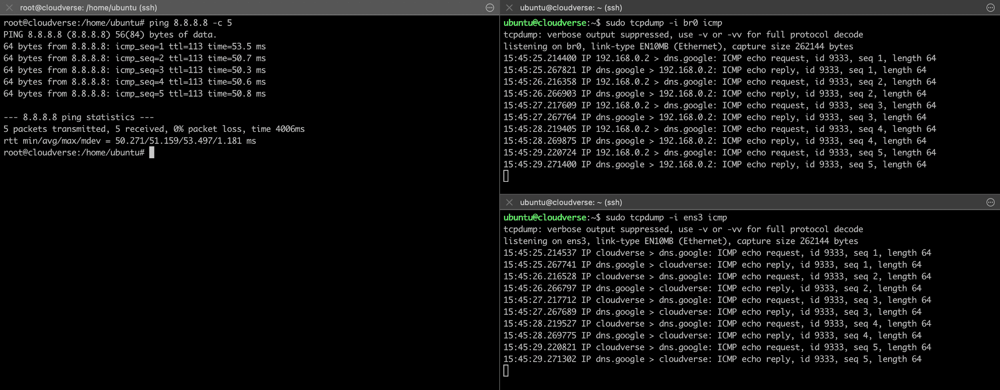 root@cloudverse: /home/ubuntu (ssh)
root@cloudverse:/home/ubuntu# ping 8.8.8.8 -c 5
PING 8.8.8.8 (8.8.8.8) 56(84) bytes of data.
64 bytes from 8.8.8.8: icmp_seq=1 ttl=113 time=53.5 ms
64 bytes from 8.8.8.8: icmp_seq=2 ttl=113 time=50.7 ms
64 bytes from 8.8.8.8: icmp_seq=3 ttl=113 time=50.3 ms
64 bytes from 8.8.8.8: icmp_seq=4 ttl=113 time=50.6 ms
64 bytes from 8.8.8.8: icmp_seq=5 ttl=113 time=50.8 ms
--- 8.8.8.8 ping statistics ---
5 packets transmitted, 5 received, 0% packet loss, time 4006ms
rtt min/avg/max/mdev = 50.271/51.159/53.497/1.181 ms
root@cloudverse:/home/ubuntu#
ubuntu@cloudverse: ~ (ssh)
ubuntu@cloudverse:~$ sudo tcpdump -i br0 icmp
tcpdump: verbose output suppressed, use -v or -vv for full protocol decode
listening on br0, link-type EN10MB (Ethernet), capture size 262144 bytes
15:45:25.214400 IP 192.168.0.2 > dns.google: ICMP echo request, id 9333, seq 1, length 64
15:45:25.267821 IP dns.google > 192.168.0.2: ICMP echo reply, id 9333, seq 1, length 64
15:45:26.216358 IP 192.168.0.2 > dns.google: ICMP echo request, id 9333, seq 2, length 64
15:45:26.266903 IP dns.google > 192.168.0.2: ICMP echo reply, id 9333, seq 2, length 64
15:45:27.217609 IP 192.168.0.2 > dns.google: ICMP echo request, id 9333, seq 3, length 64
15:45:27.267764 IP dns.google > 192.168.0.2: ICMP echo reply, id 9333, seq 3, length 64
15:45:28.219405 IP 192.168.0.2 > dns.google: ICMP echo request, id 9333, seq 4, length 64
15:45:28.269875 IP dns.google > 192.168.0.2: ICMP echo reply, id 9333, seq 4, length 64
15:45:29.220724 IP 192.168.0.2 > dns.google: ICMP echo request, id 9333, seq 5, length 64
15:45:29.271400 IP dns.google > 192.168.0.2: ICMP echo reply, id 9333, seq 5, length 64
ubuntu@cloudverse: ~ (ssh)
ubuntu@cloudverse:~$ sudo tcpdump -i ens3 icmp
tcpdump: verbose output suppressed, use -v or -vv for full protocol decode
listening on ens3, link-type EN10MB (Ethernet), capture size 262144 bytes
15:45:25.214537 IP cloudverse > dns.google: ICMP echo request, id 9333, seq 1, length 64
15:45:25.267741 IP dns.google > cloudverse: ICMP echo reply, id 9333, seq 1, length 64
15:45:26.216528 IP cloudverse > dns.google: ICMP echo request, id 9333, seq 2, length 64
15:45:26.266797 IP dns.google > cloudverse: ICMP echo reply, id 9333, seq 2, length 64
15:45:27.217712 IP cloudverse > dns.google: ICMP echo request, id 9333, seq 3, length 64
15:45:27.267689 IP dns.google > cloudverse: ICMP echo reply, id 9333, seq 3, length 64
15:45:28.219527 IP cloudverse > dns.google: ICMP echo request, id 9333, seq 4, length 64
15:45:28.269775 IP dns.google > cloudverse: ICMP echo reply, id 9333, seq 4, length 64
15:45:29.220821 IP cloudverse > dns.google: ICMP echo request, id 9333, seq 5, length 64
15:45:29.271302 IP dns.google > cloudverse: ICMP echo reply, id 9333, seq 5, length 64